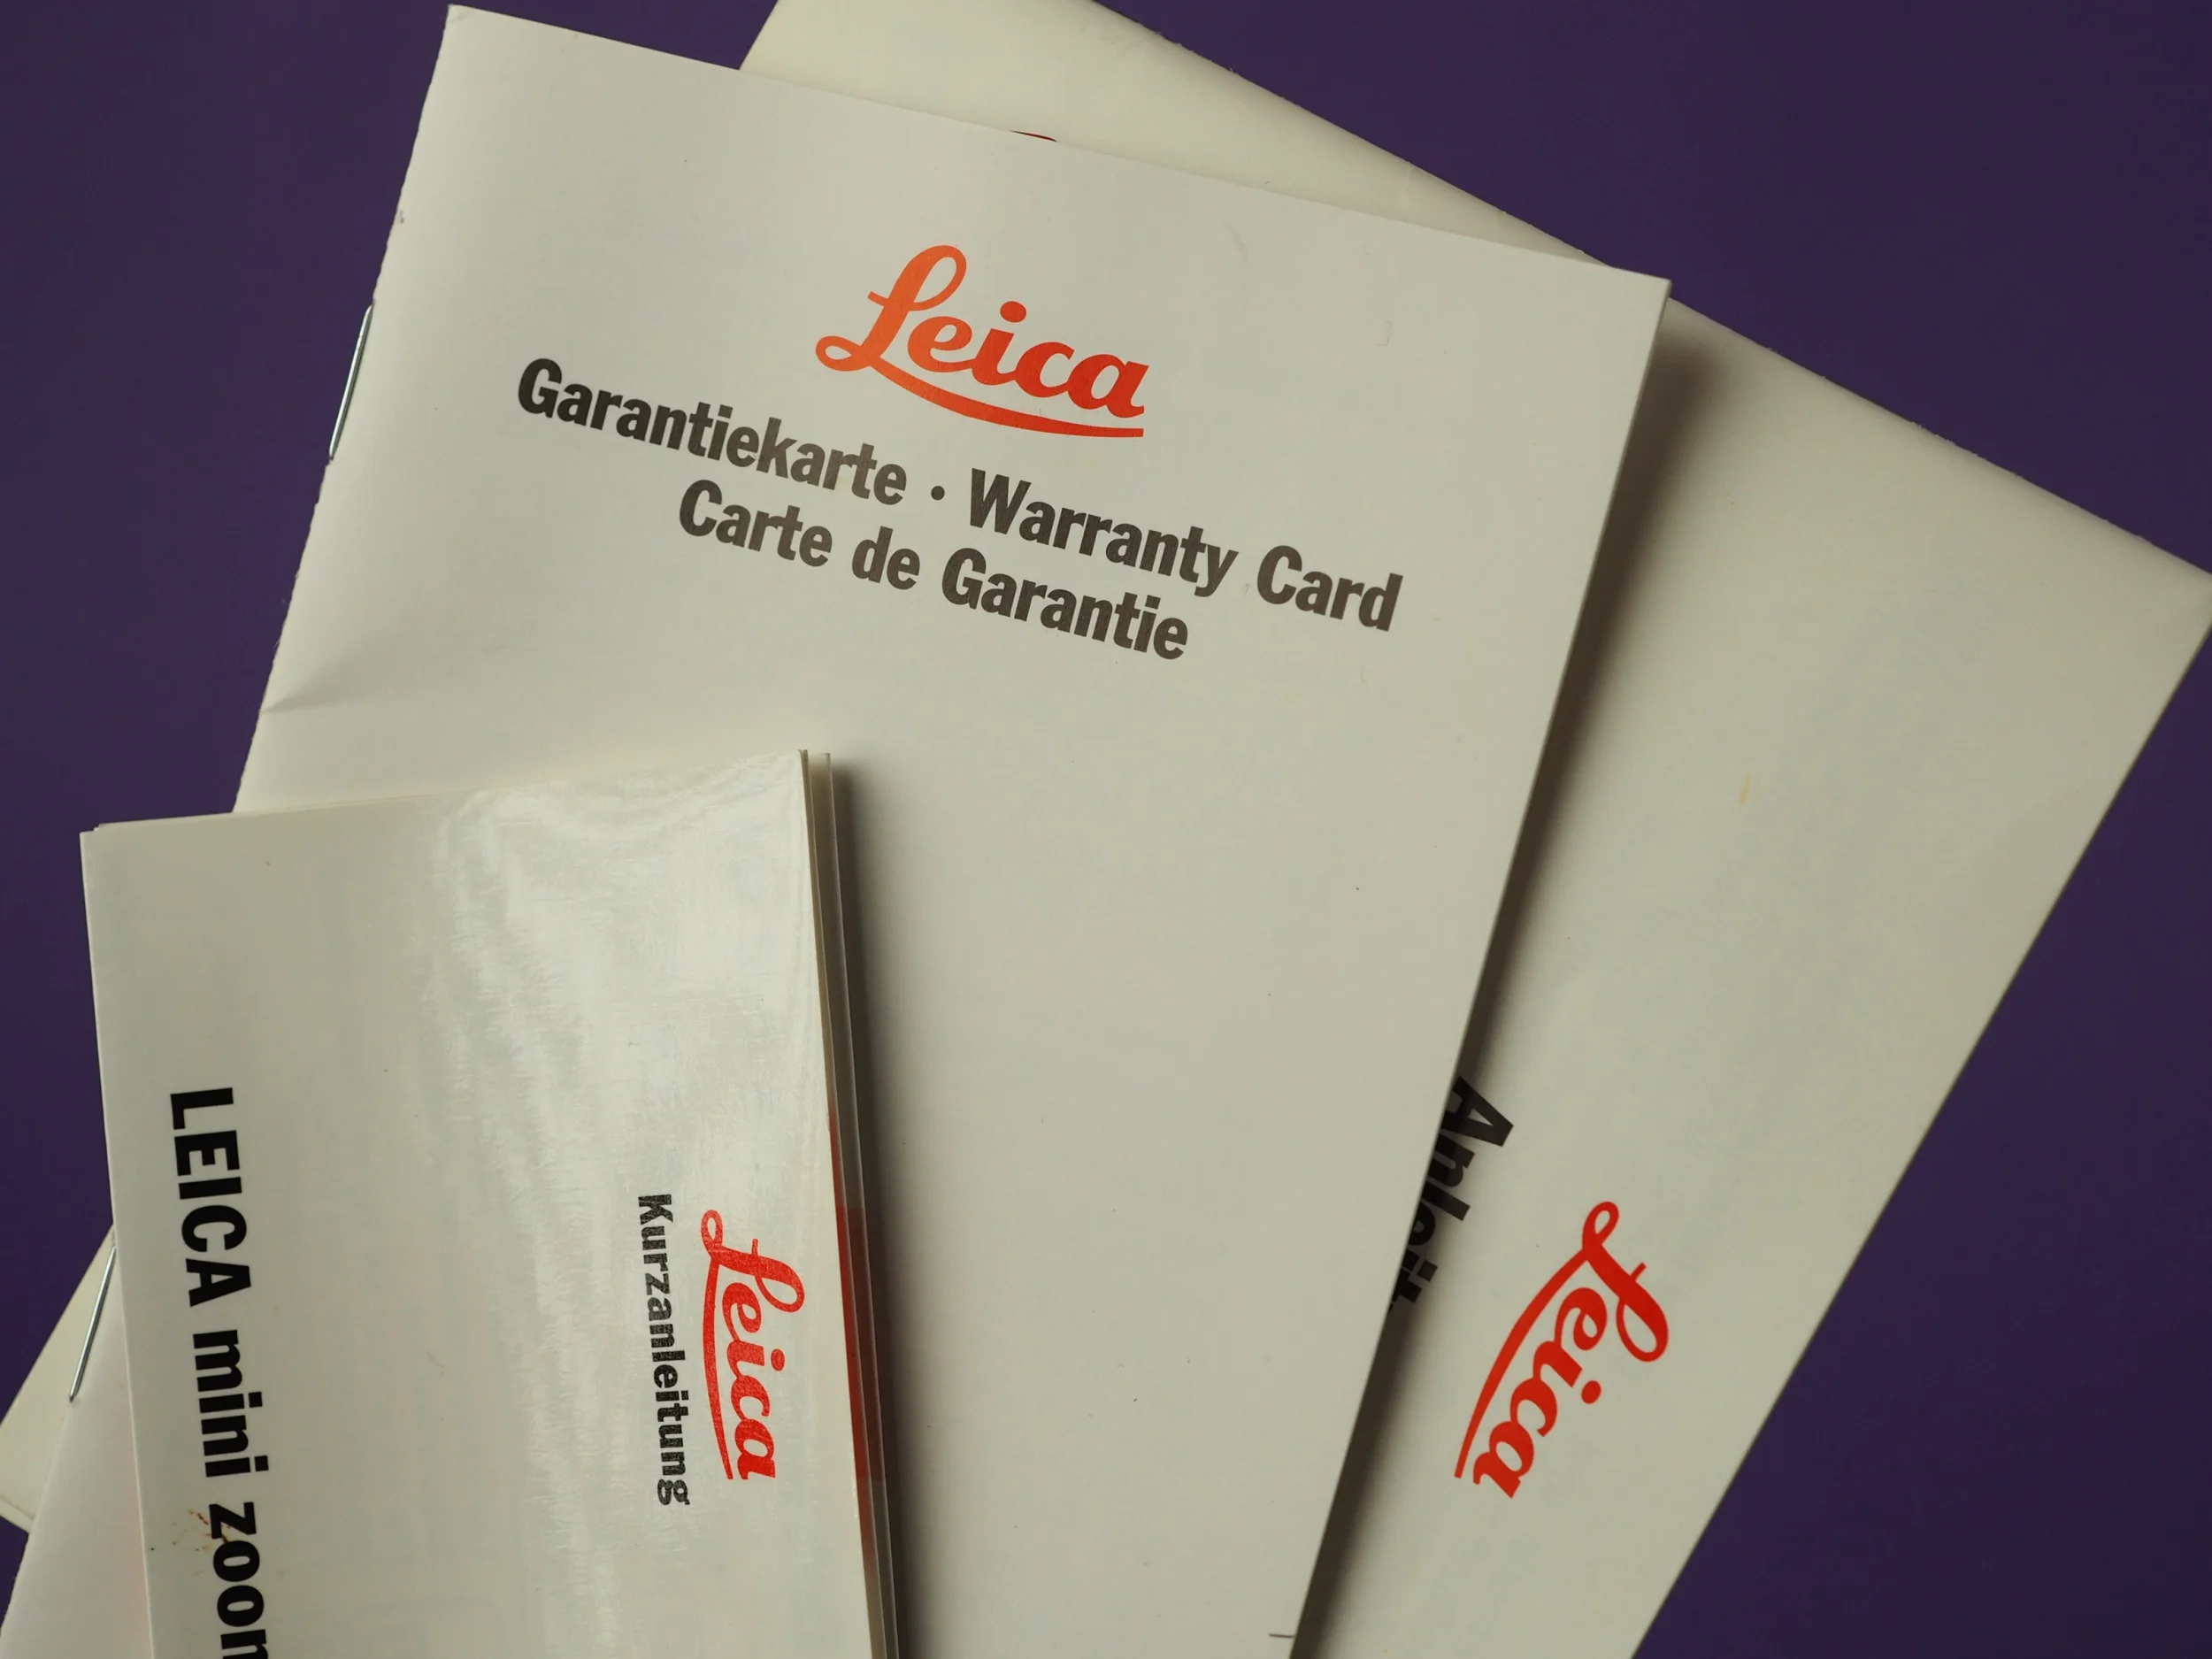 Leica
Garantiekarte · Warranty Card
Carte de Garantie
Leica
Kurzanleitung
LEICA mini zoom
Leica